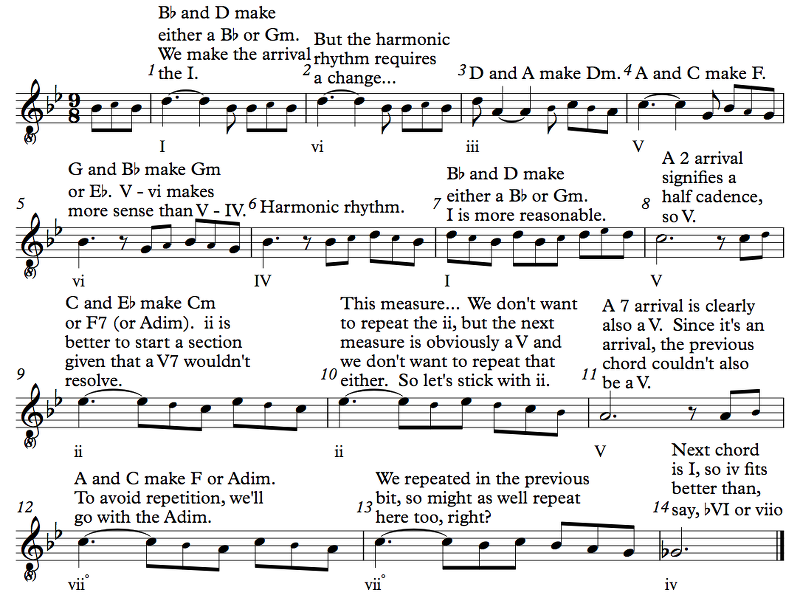 B♭ and D make
either a B♭ or Gm.
We make the arrival
1 the I.
But the harmonic
rhythm requires
2 a change...
3 D and A make Dm.
4 A and C make F.
9
8
8
I
vi
iii
V
G and B♭ make Gm
or E♭. V - vi makes
5 more sense than V - IV.
6 Harmonic rhythm.
B♭ and D make
either a B♭ or Gm.
7 I is more reasonable.
A 2 arrival
signifies a
half cadence,
8 so V.
8
vi
IV
I
V
C and E♭ make Cm
or F7 (or Adim). ii is
better to start a section
given that a V7 wouldn't
9 resolve.
This measure... We don't want
to repeat the ii, but the next
measure is obviously a V and
we don't want to repeat that
10 either. So let's stick with ii.
A 7 arrival is clearly
also a V. Since it's an
arrival, the previous
chord couldn't also
11 be a V.
8
ii
ii
V
A and C make F or Adim.
To avoid repetition, we'll
12 go with the Adim.
We repeated in the previous
bit, so might as well repeat
13 here too, right?
Next chord
is I, so iv fits
better than,
14 say, ♭VI or viio
8
vii°
vii°
iv